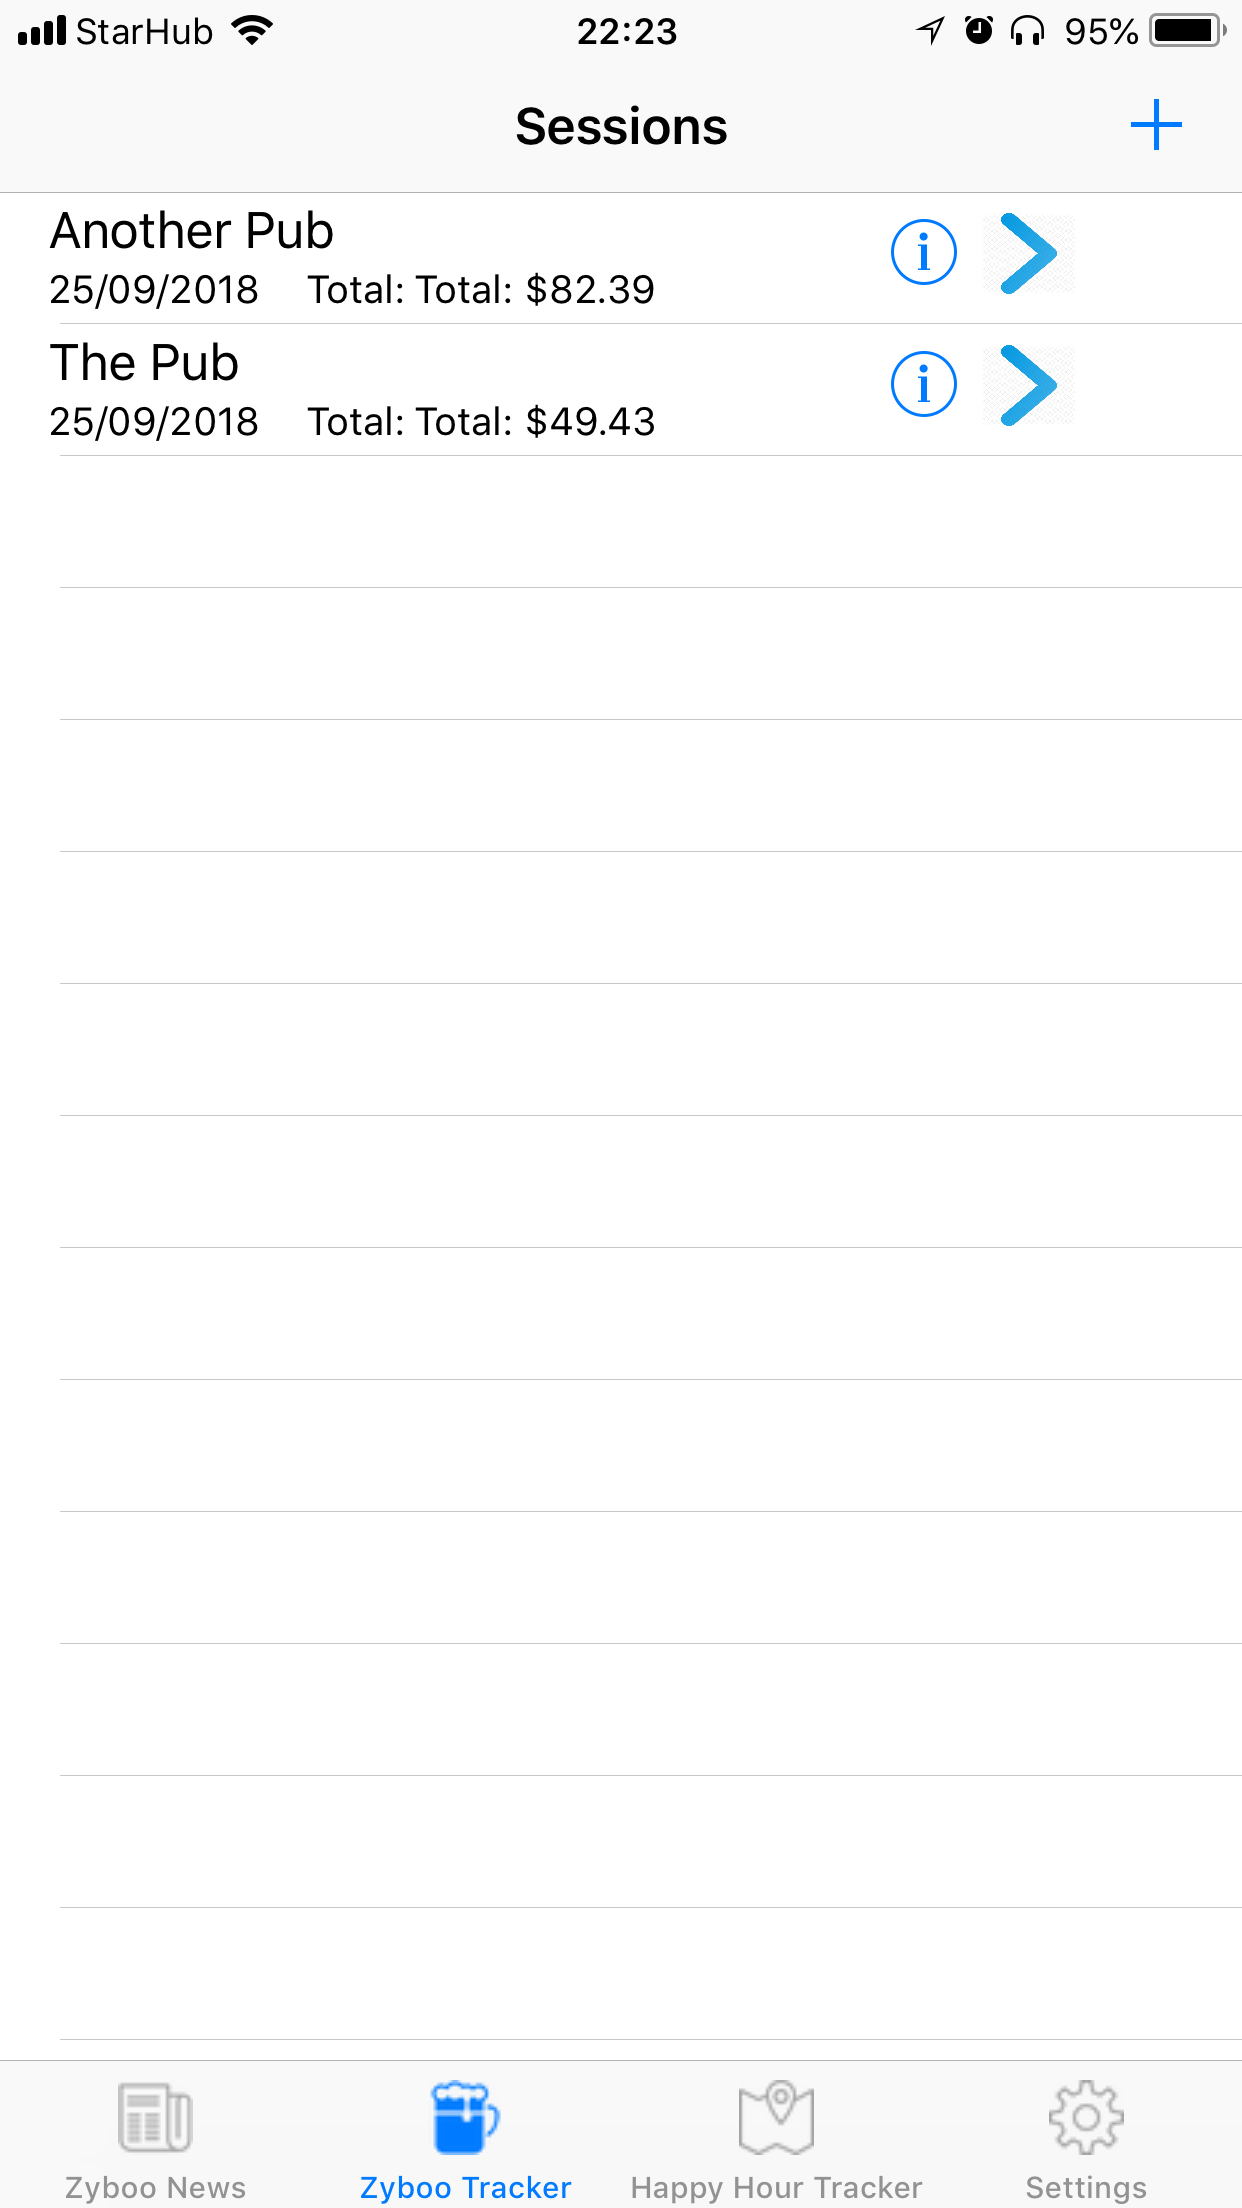 StarHub 22:23 95%
Sessions
Another Pub
25/09/2018 Total: Total: $82.39
The Pub
25/09/2018 Total: Total: $49.43
Zyboo News Zyboo Tracker Happy Hour Tracker Settings